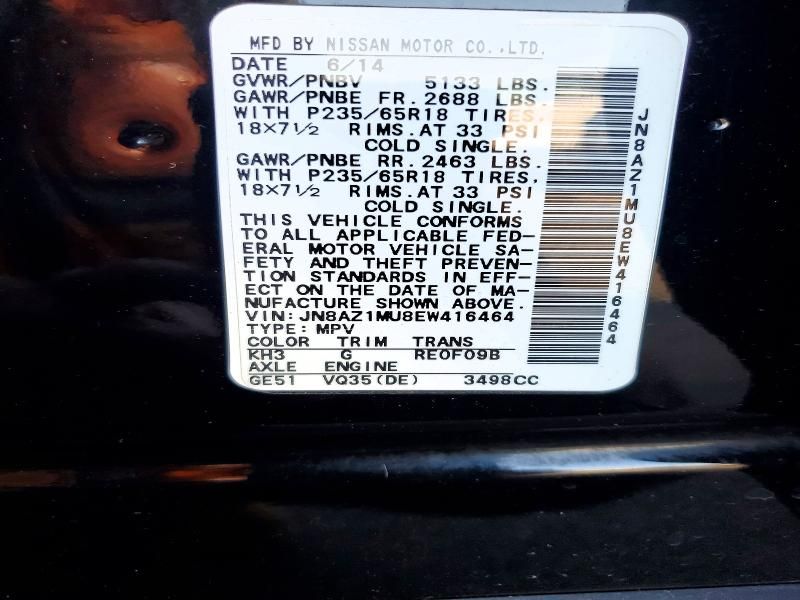 MFD BY NISSAN MOTOR CO.,LTD.
DATE 6/14
GVWR/PNBV 5133 LBS.
GAWR/PNBE FR. 2688 LBS.
WITH P235/65R18 TIRES,
18X7 1/2 RIMS. AT 33 PSI
COLD SINGLE.
GAWR/PNBE RR. 2463 LBS.
WITH P235/65R18 TIRES,
18X7 1/2 RIMS. AT 33 PSI
COLD SINGLE.
THIS VEHICLE CONFORMS
TO ALL APPLICABLE FED-
ERAL MOTOR VEHICLE SA-
FETY AND THEFT PREVEN-
TION STANDARDS IN EFF-
ECT ON THE DATE OF MA-
NUFACTURE SHOWN ABOVE.
VIN: JN8AZ1MU8EW416464
TYPE: MPV
COLOR TRIM TRANS
KH3 G RE0F09B
AXLE ENGINE
GE51 VQ35(DE) 3498CC
JN8AZ1MU8EW416464